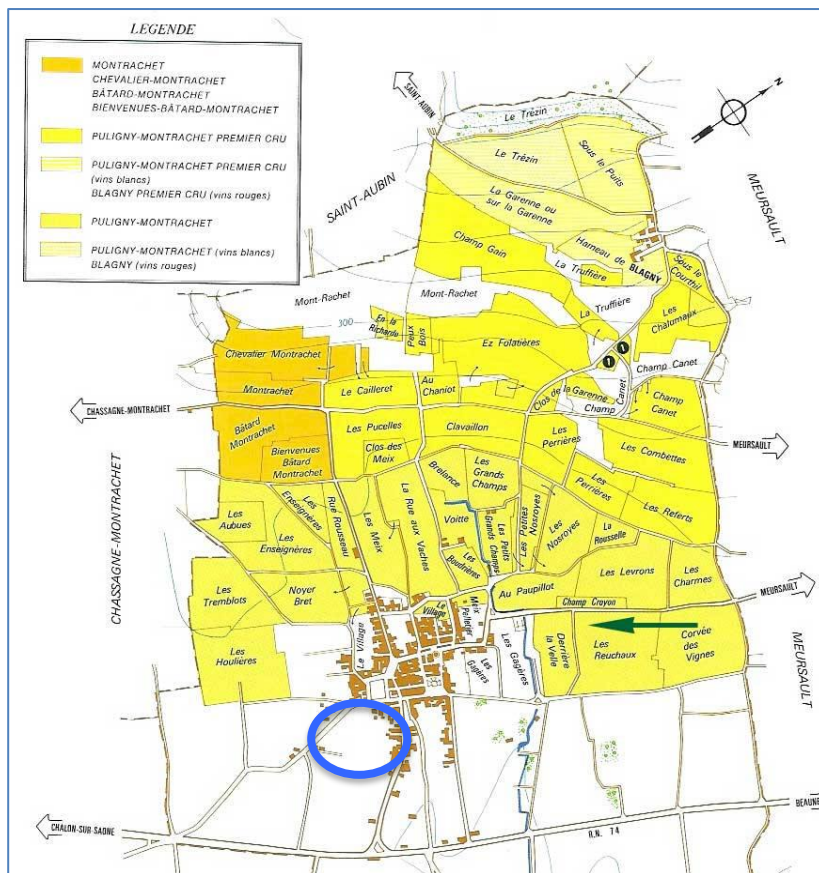 LEGENDE
MONTRACHET
CHEVALIER-MONTRACHET
BÂTARD-MONTRACHET
BIENVENUES-BÂTARD-MONTRACHET
PULIGNY-MONTRACHET PREMIER CRU
PULIGNY-MONTRACHET PREMIER CRU
(vins blancs)
BLAGNY PREMIER CRU (vins rouges)
PULIGNY-MONTRACHET
PULIGNY-MONTRACHET (vins blancs)
BLAGNY (vins rouges)
SAINT-AUBIN
N
Le Trézin
Le Trézin
Sous le Puits
SAINT-AUBIN
MEURSAULT
La Garenne ou
sur la Garenne
Champ Gain
Hameau de BLAGNY
La Truffière
Sous le
Courthil
Mont-Rachet
Mont-Rachet
La Truffière
Les
Chalomaux
300
En la
Richarde
Peux
Bois
Ez Folatières
1
1
Chevalier Montrachet
Champ Canet
Montrachet
Le Cailleret
Au
Chaniot
Clos de la Garenne
Champ
Canet
Champ
Canet
CHASSAGNE-MONTRACHET
Bâtard
Montrachet
Les Pucelles
Clavaillon
Les
Perrières
MEURSAULT
Bienvenues
Bâtard
Montrachet
Clos des
Meix
Les Combettes
Brelance
Les
Grands
Champs
Les
Perrières
Les Referts
CHASSAGNE-MONTRACHET
Les
Aubues
Les
Enseignères
Rue Rousseau
Les Meix
La Rue aux Vaches
Voitte
Les Petits
Grands Champs
Les Petites
Nosroyes
Les
Nosroyes
La
Rousselle
Les Enseignères
Les Boudrières
Les
Tremblots
Noyer
Bret
Au Paupillot
Les Levrons
Les
Charmes
Le
Village
Meix
Pelletier
Champ Croyon
MEURSAULT
Les
Houlières
Le Village
Les
Gagères
Les Gagères
Derrière
la Velle
Les
Reuchaux
Corvée
des
Vignes
MEURSAULT
CHALON-SUR-SAONE
R.N. 74
BEAUNE